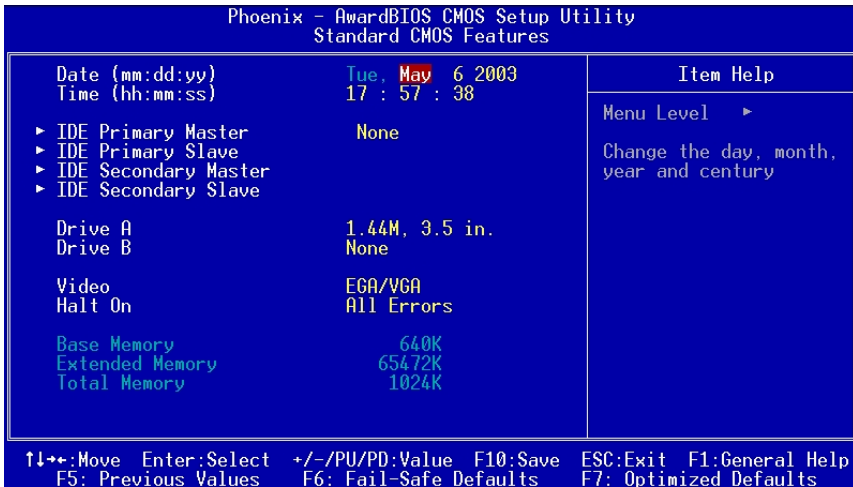 Phoenix - AwardBIOS CMOS Setup Utility
Standard CMOS Features
Date (mm:dd:yy) Tue, May 6 2003
Time (hh:mm:ss) 17 : 57 : 38
► IDE Primary Master None
► IDE Primary Slave
► IDE Secondary Master
► IDE Secondary Slave
Drive A 1.44M, 3.5 in.
Drive B None
Video EGA/VGA
Halt On All Errors
Base Memory 640K
Extended Memory 65472K
Total Memory 1024K
Item Help
Menu Level ►
Change the day, month,
year and century
↑↓→←:Move Enter:Select +/-/PU/PD:Value F10:Save ESC:Exit F1:General Help
F5: Previous Values F6: Fail-Safe Defaults F7: Optimized Defaults